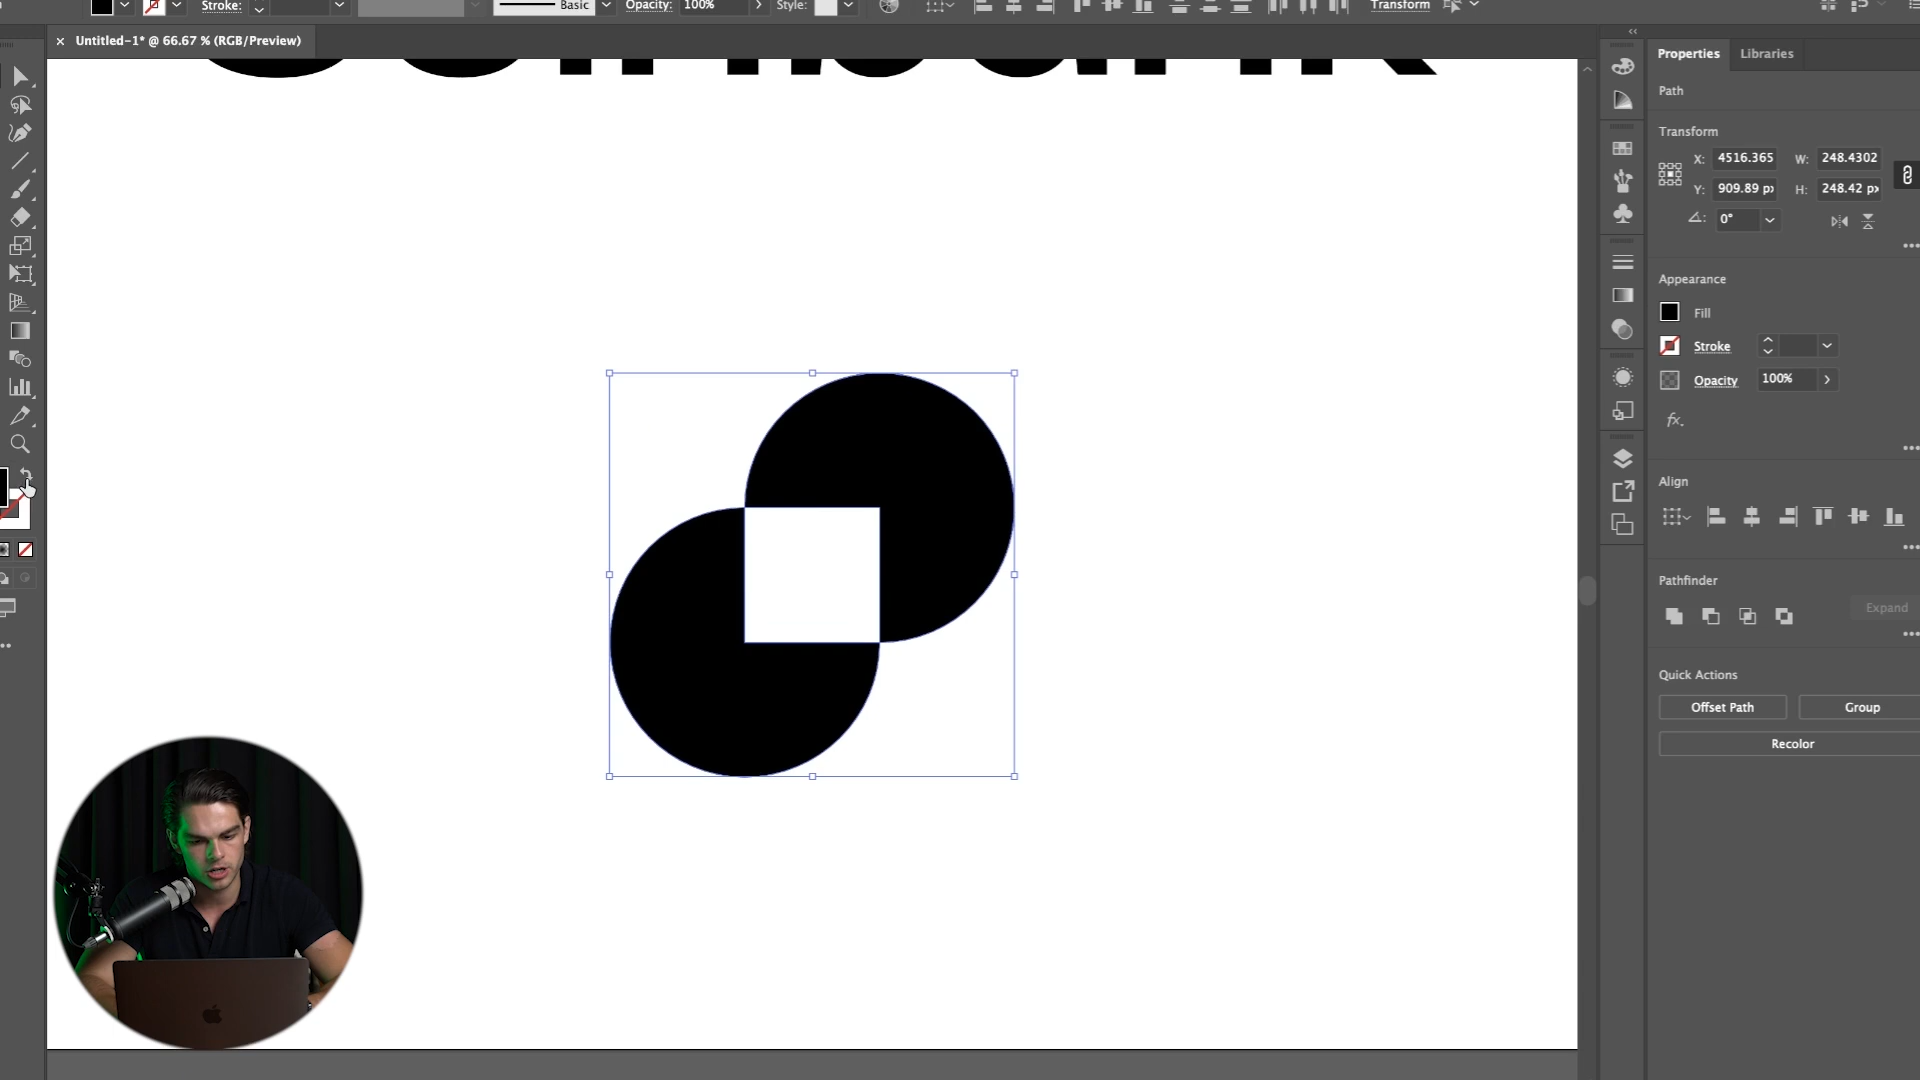 Stroke:
Basic
Opacity: 100%
Style:
Transform
× Untitled-1* @ 66.67 % (RGB/Preview)
Properties
Libraries
Path
Transform
X: 4516.365
W: 248.4302
Y: 909.89 px
H: 248.42 px
0°
Appearance
Fill
Stroke
Opacity
100%
fx.
Align
Pathfinder
Expand
Quick Actions
Offset Path
Group
Recolor